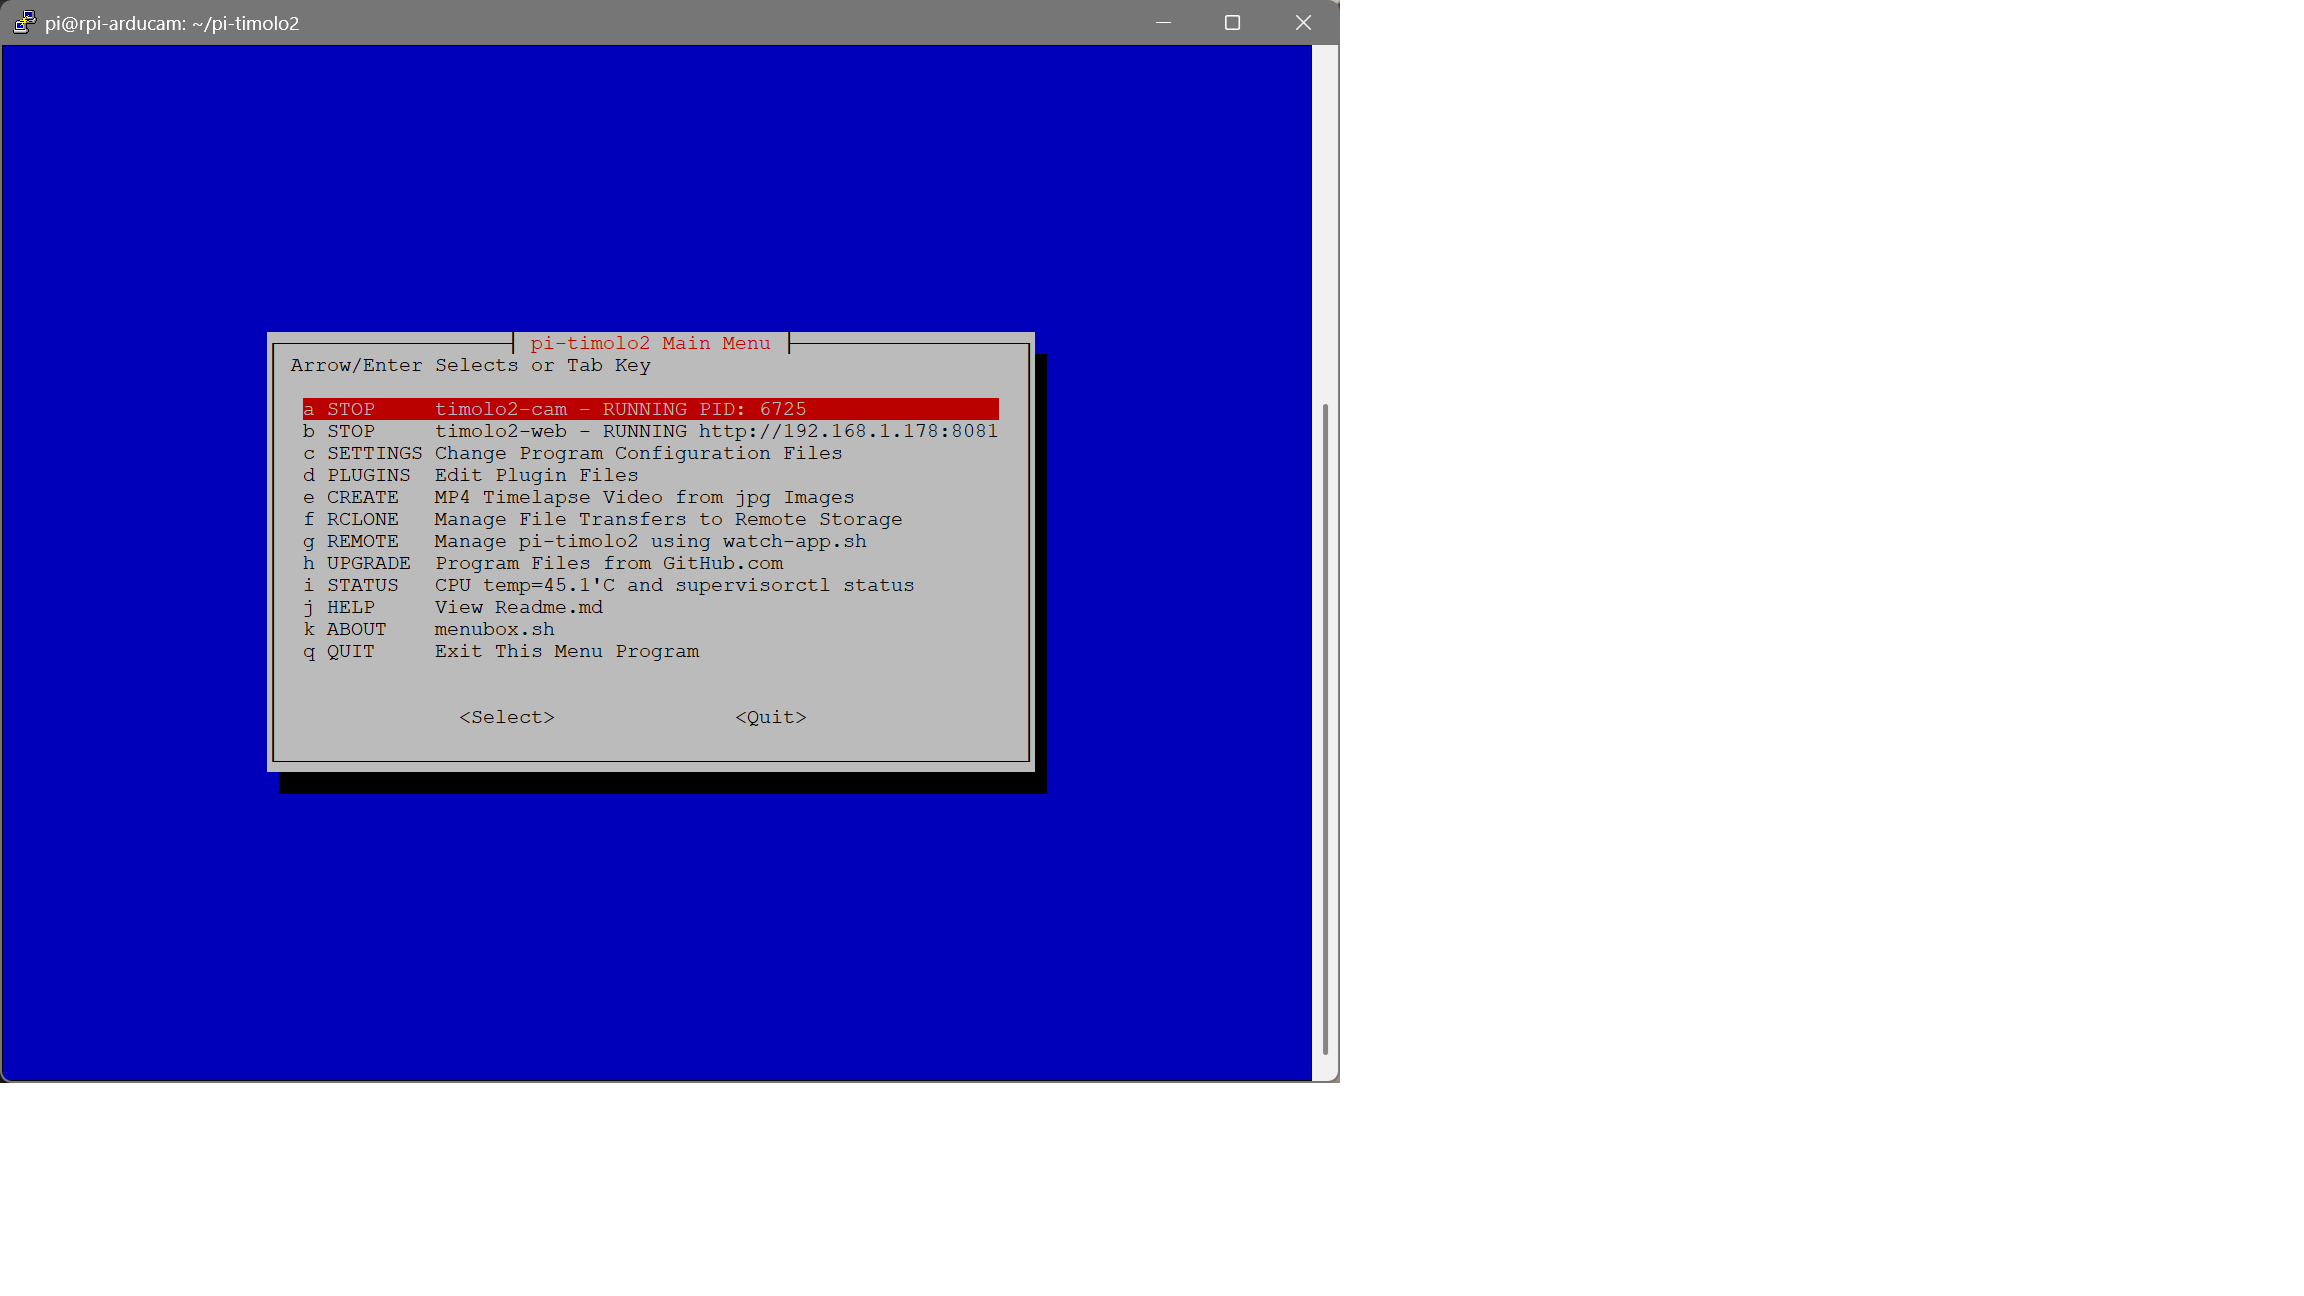 pi@rpi-arducam: ~/pi-timolo2
pi-timolo2 Main Menu
Arrow/Enter Selects or Tab Key
a STOP timolo2-cam - RUNNING PID: 6725
b STOP timolo2-web - RUNNING http://192.168.1.178:8081
c SETTINGS Change Program Configuration Files
d PLUGINS Edit Plugin Files
e CREATE MP4 Timelapse Video from jpg Images
f RCLONE Manage File Transfers to Remote Storage
g REMOTE Manage pi-timolo2 using watch-app.sh
h UPGRADE Program Files from GitHub.com
i STATUS CPU temp=45.1'C and supervisorctl status
j HELP View Readme.md
k ABOUT menubox.sh
q QUIT Exit This Menu Program
<Select> <Quit>